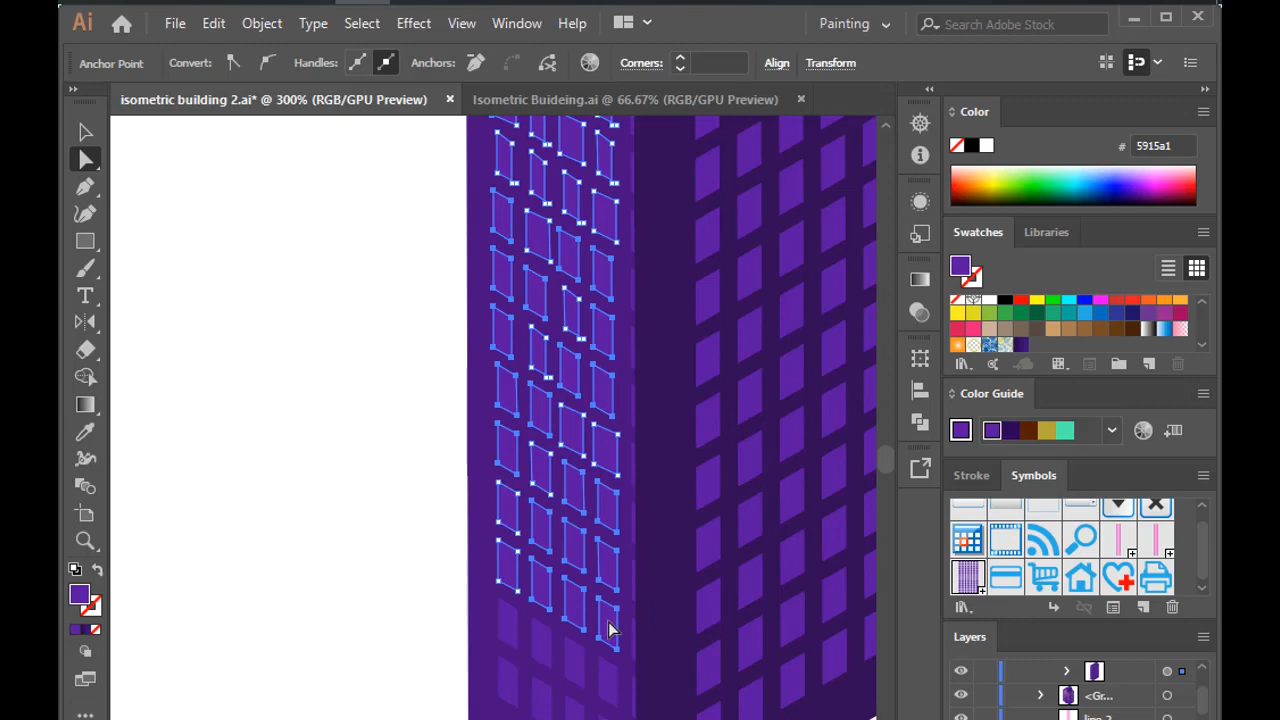 Ai File Edit Object Type Select Effect View Window Help Painting Search Adobe Stock
Anchor Point Convert: Handles: Anchors: Corners: Align Transform
isometric building 2.ai* @ 300% (RGB/GPU Preview) × Isometric Buideing.ai @ 66.67% (RGB/GPU Preview) ×
Color
# 5915a1
Swatches Libraries
Color Guide
Stroke Symbols
Layers
<Gr...
line 2